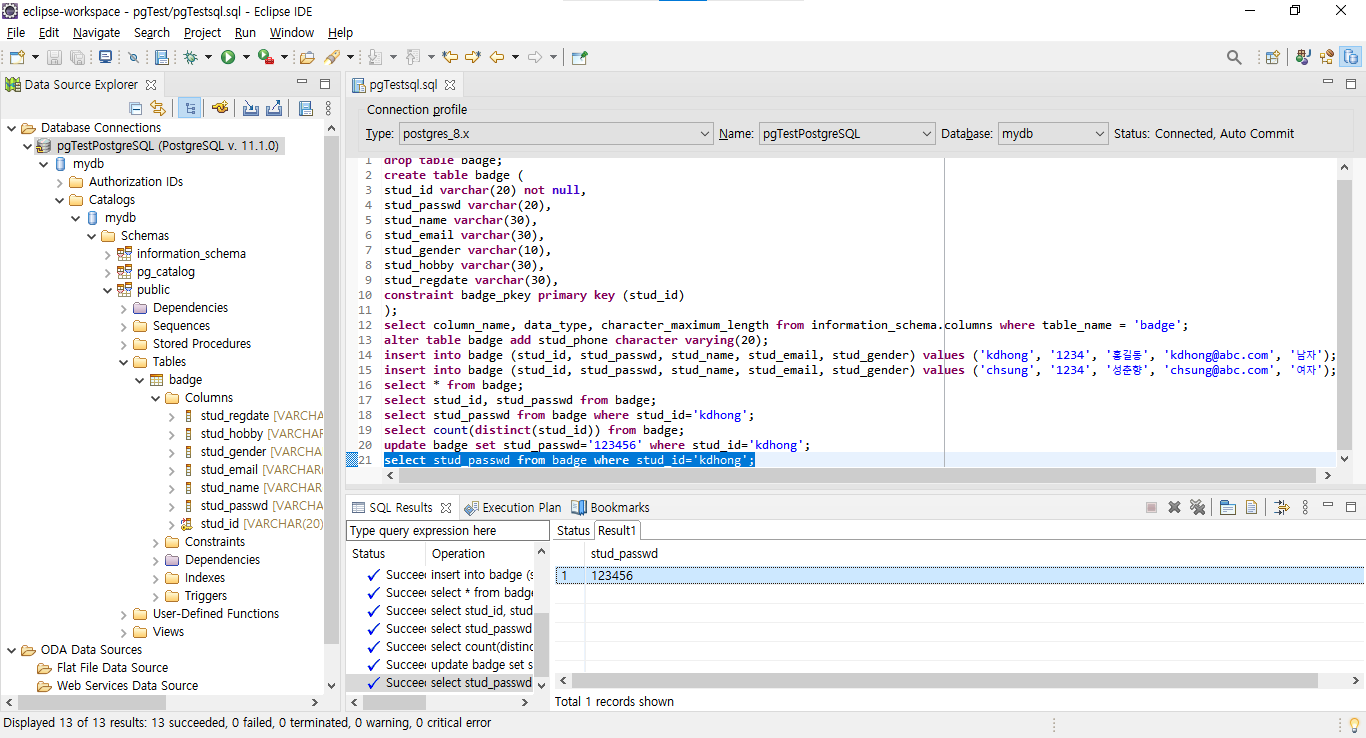 eclipse-workspace - pgTest/pgTestsql.sql - Eclipse IDE
File Edit Navigate Search Project Run Window Help
Data Source Explorer
Database Connections
pgTestPostgreSQL (PostgreSQL v. 11.1.0)
mydb
Authorization IDs
Catalogs
mydb
Schemas
information_schema
pg_catalog
public
Dependencies
Sequences
Stored Procedures
Tables
badge
Columns
stud_regdate [VARCHA
stud_hobby [VARCHAR
stud_gender [VARCHA
stud_email [VARCHAR(
stud_name [VARCHAR
stud_passwd [VARCHA
stud_id [VARCHAR(20)
Constraints
Dependencies
Indexes
Triggers
User-Defined Functions
Views
ODA Data Sources
Flat File Data Source
Web Services Data Source
pgTestsql.sql
Connection profile
Type: postgres_8.x Name: pgTestPostgreSQL Database: mydb Status: Connected, Auto Commit
1 drop table badge;
2 create table badge (
3 stud_id varchar(20) not null,
4 stud_passwd varchar(20),
5 stud_name varchar(30),
6 stud_email varchar(30),
7 stud_gender varchar(10),
8 stud_hobby varchar(30),
9 stud_regdate varchar(30),
10 constraint badge_pkey primary key (stud_id)
11 );
12 select column_name, data_type, character_maximum_length from information_schema.columns where table_name = 'badge';
13 alter table badge add stud_phone character varying(20);
14 insert into badge (stud_id, stud_passwd, stud_name, stud_email, stud_gender) values ('kdhong', '1234', '홍길동', 'kdhong@abc.com', '남자');
15 insert into badge (stud_id, stud_passwd, stud_name, stud_email, stud_gender) values ('chsung', '1234', '성춘향', 'chsung@abc.com', '여자');
16 select * from badge;
17 select stud_id, stud_passwd from badge;
18 select stud_passwd from badge where stud_id='kdhong';
19 select count(distinct(stud_id)) from badge;
20 update badge set stud_passwd='123456' where stud_id='kdhong';
21 select stud_passwd from badge where stud_id='kdhong';
SQL Results Execution Plan Bookmarks
Type query expression here
Status Operation
Succee insert into badge (s
Succee select * from badge
Succee select stud_id, stud
Succee select stud_passwd
Succee select count(distinc
Succee update badge set s
Succee select stud_passwd
Status Result1
stud_passwd
1 123456
Total 1 records shown
Displayed 13 of 13 results: 13 succeeded, 0 failed, 0 terminated, 0 warning, 0 critical error